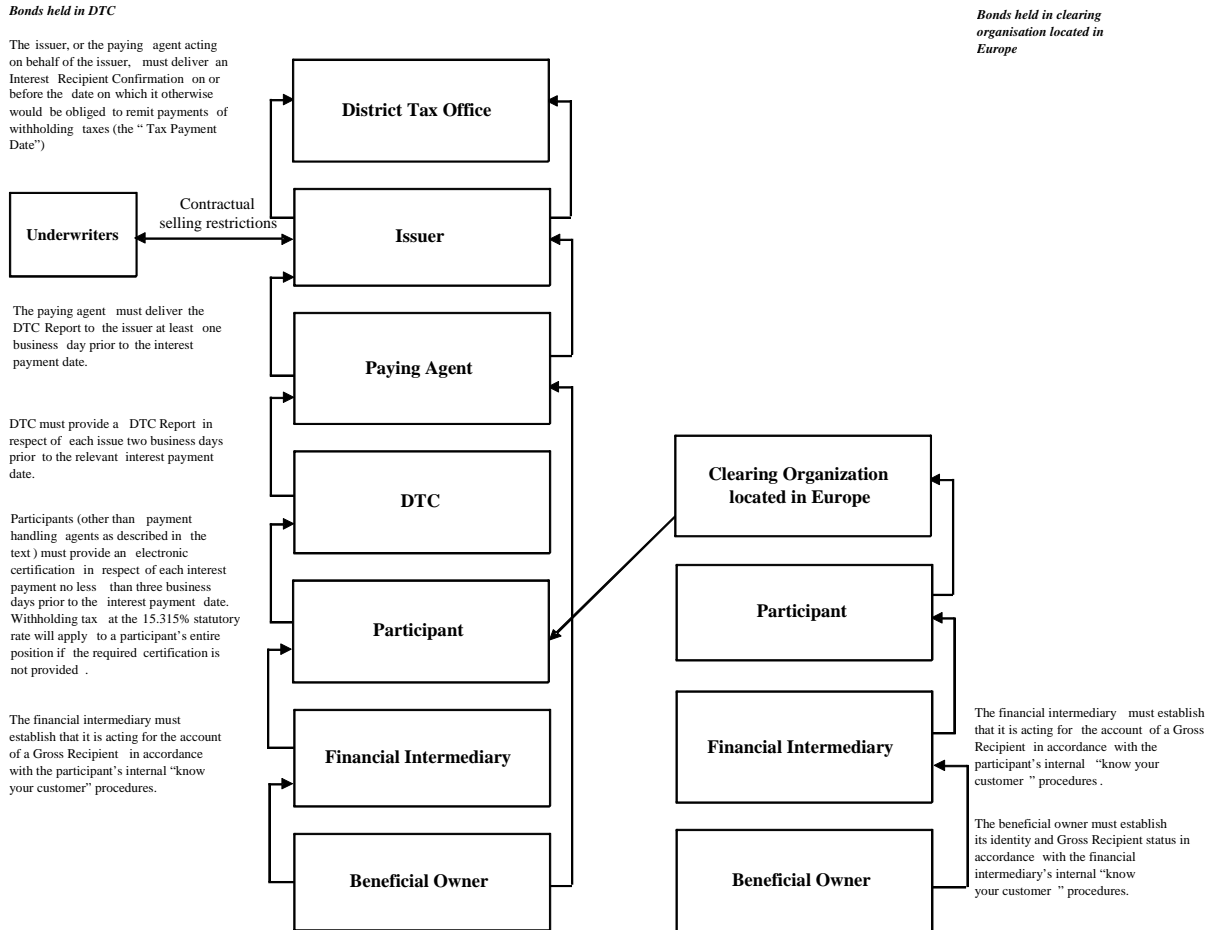 Bonds held in DTC
The issuer, or the paying agent acting
on behalf of the issuer, must deliver an
Interest Recipient Confirmation on or
before the date on which it otherwise
would be obliged to remit payments of
withholding taxes (the “ Tax Payment
Date”)
Bonds held in clearing
organisation located in
Europe
District Tax Office
Contractual
selling restrictions
Underwriters
Issuer
The paying agent must deliver the
DTC Report to the issuer at least one
business day prior to the interest
payment date.
Paying Agent
DTC must provide a DTC Report in
respect of each issue two business days
prior to the relevant interest payment
date.
DTC
Clearing Organization
located in Europe
Participants (other than payment
handling agents as described in the
text ) must provide an electronic
certification in respect of each interest
payment no less than three business
days prior to the interest payment date.
Withholding tax at the 15.315% statutory
rate will apply to a participant’s entire
position if the required certification is
not provided .
Participant
Participant
The financial intermediary must
establish that it is acting for the account
of a Gross Recipient in accordance
with the participant’s internal “know
your customer” procedures.
Financial Intermediary
Financial Intermediary
The financial intermediary must establish
that it is acting for the account of a Gross
Recipient in accordance with the
participant’s internal “know your
customer ” procedures .
Beneficial Owner
Beneficial Owner
The beneficial owner must establish
its identity and Gross Recipient status in
accordance with the financial
intermediary’s internal “know
your customer ” procedures.